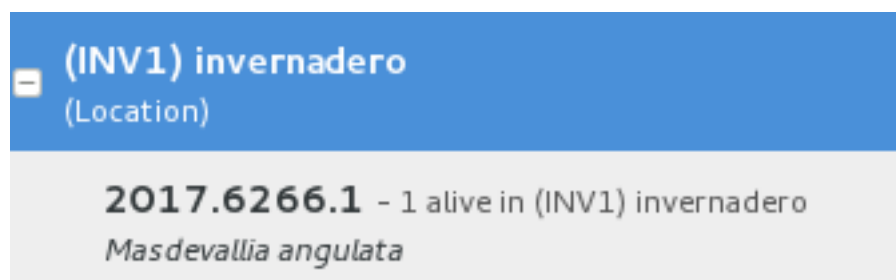 (INV1) invernadero
(Location)
2017.6266.1 - 1 alive in (INV1) invernadero
Masdevallia angulata